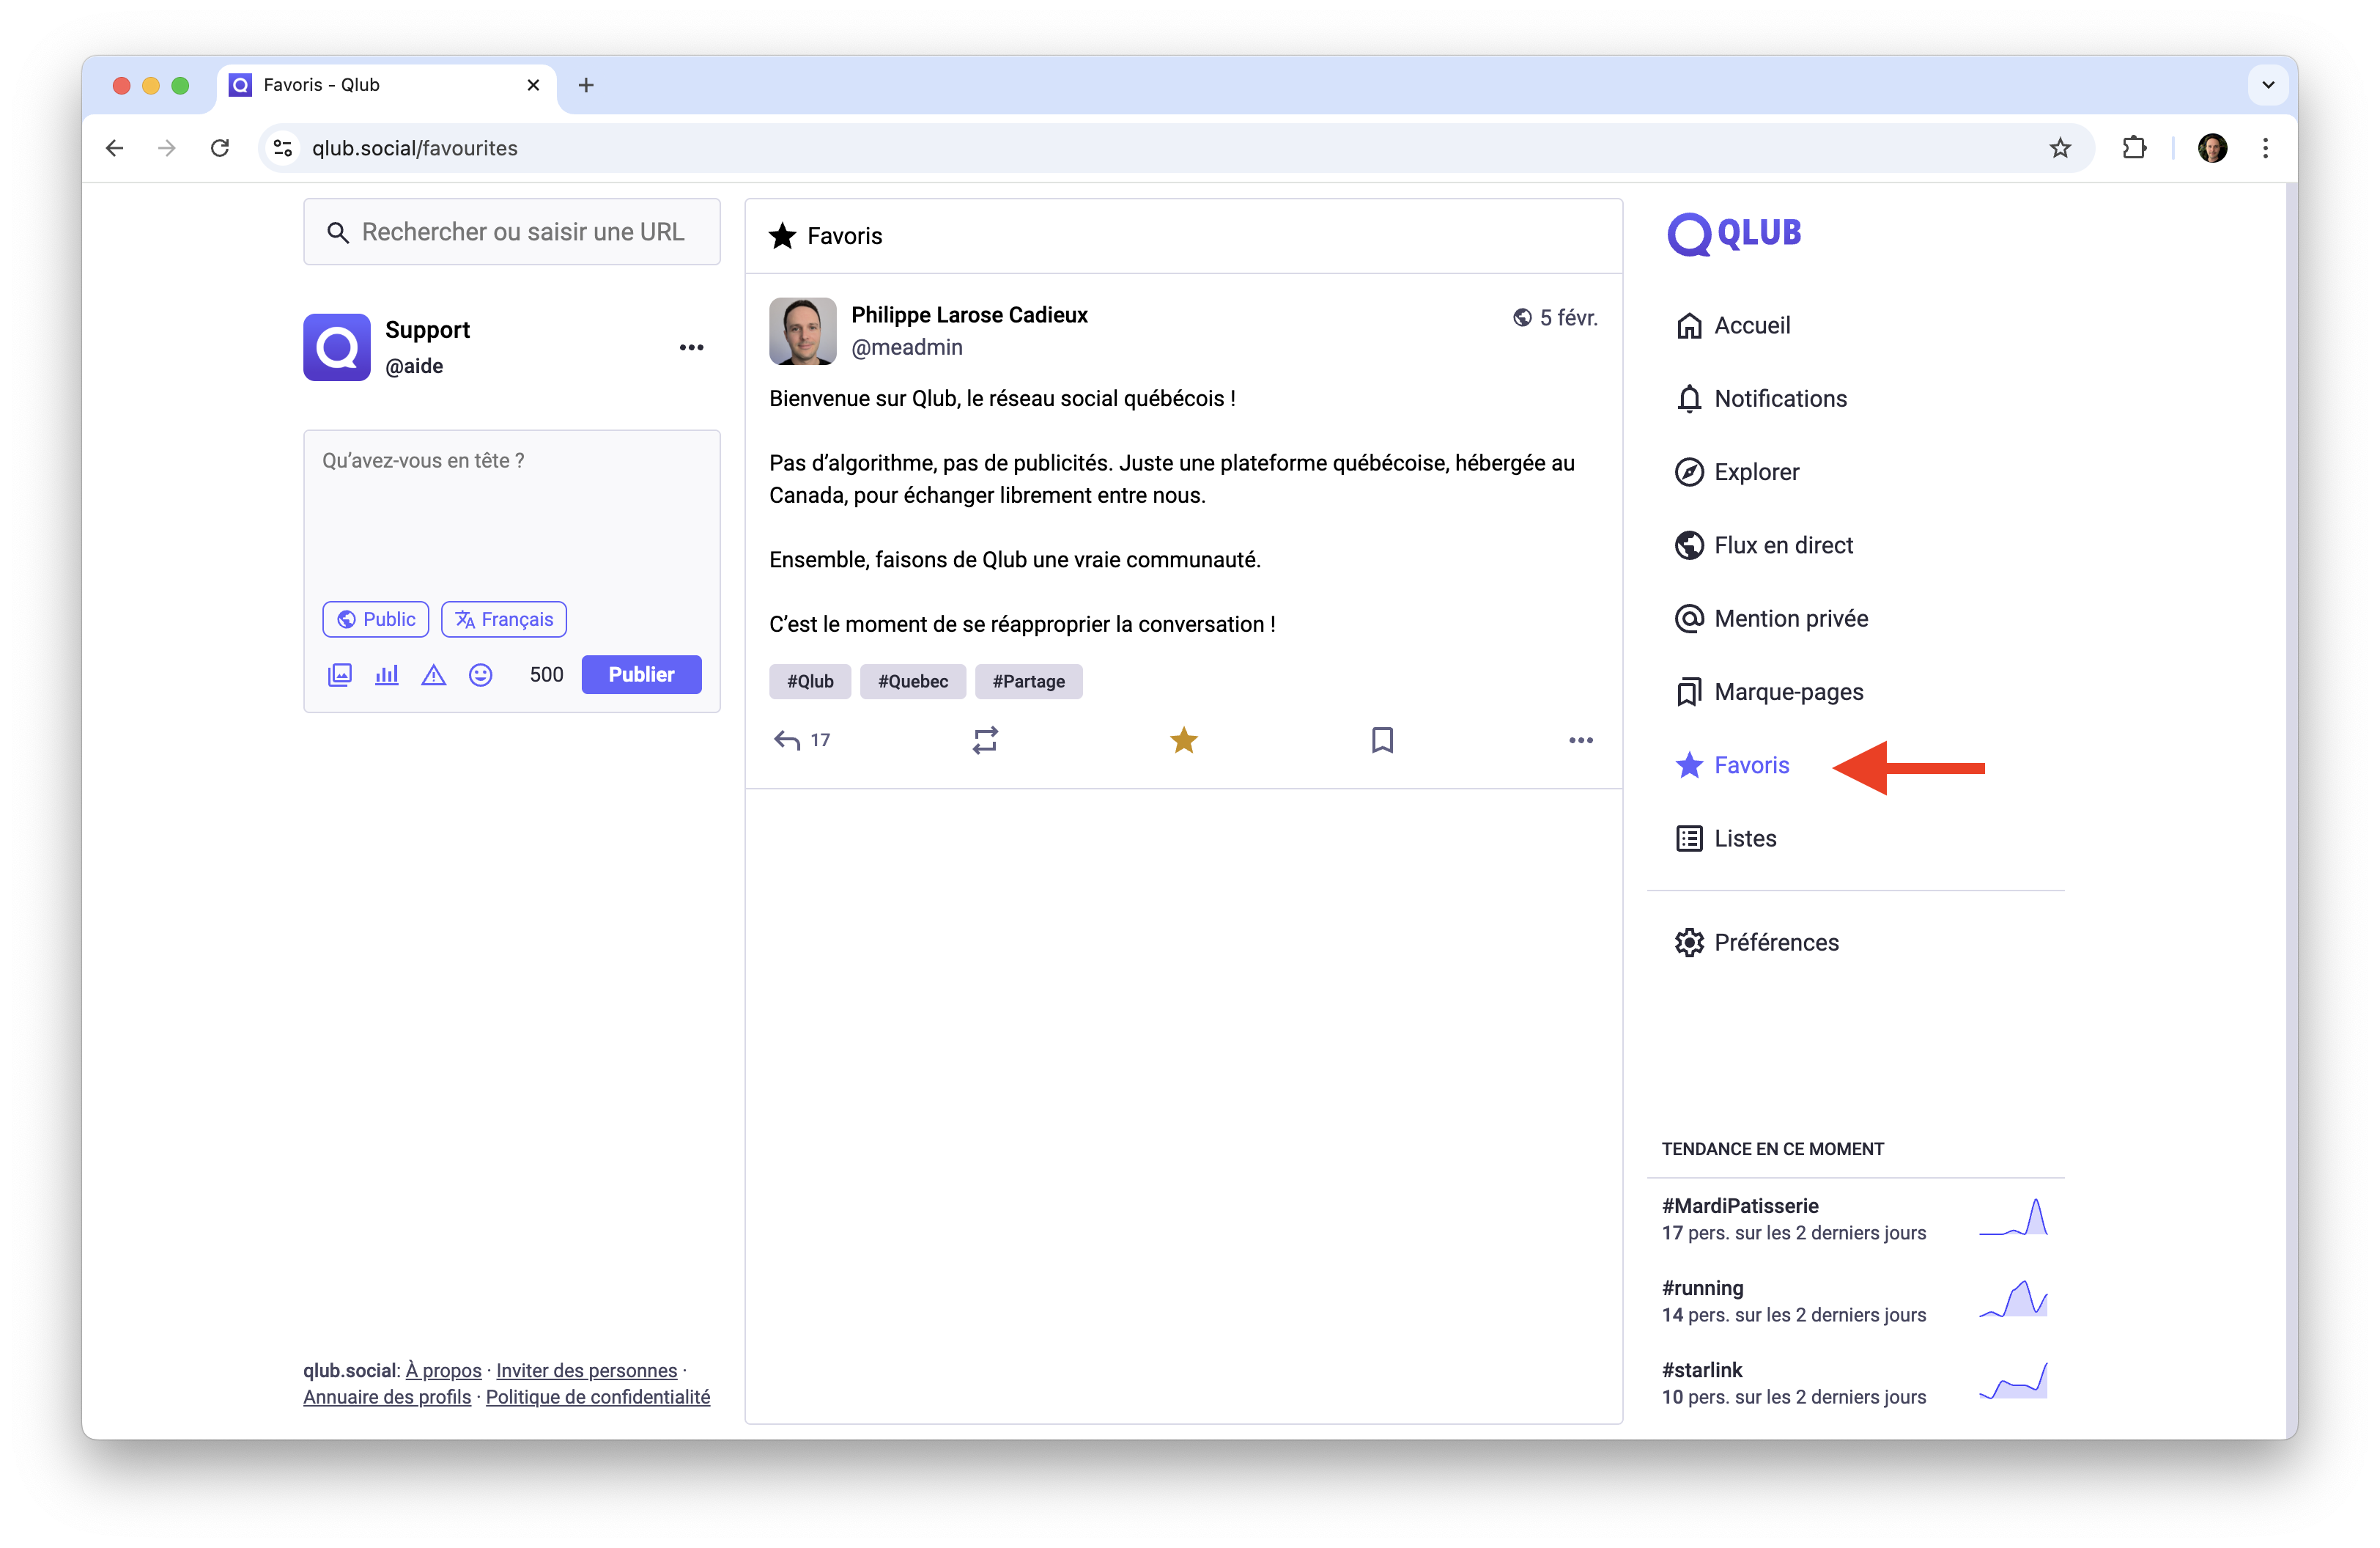 Favoris - Qlub
qlub.social/favourites
Rechercher ou saisir une URL
Support
@aide
Qu’avez-vous en tête ?
Public
Français
500
Publier
qlub.social: À propos · Inviter des personnes ·
Annuaire des profils · Politique de confidentialité
Favoris
Philippe Larose Cadieux
5 févr.
@meadmin
Bienvenue sur Qlub, le réseau social québécois !
Pas d’algorithme, pas de publicités. Juste une plateforme québécoise, hébergée au
Canada, pour échanger librement entre nous.
Ensemble, faisons de Qlub une vraie communauté.
C’est le moment de se réapproprier la conversation !
#Qlub #Quebec #Partage
17
QLUB
Accueil
Notifications
Explorer
Flux en direct
Mention privée
Marque-pages
Favoris
Listes
Préférences
TENDANCE EN CE MOMENT
#MardiPatisserie
17 pers. sur les 2 derniers jours
#running
14 pers. sur les 2 derniers jours
#starlink
10 pers. sur les 2 derniers jours